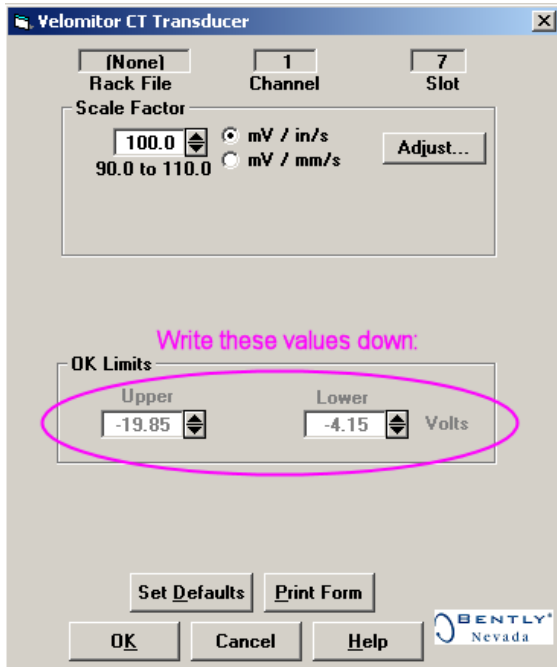 Velomitor CT Transducer
(None) 1 7
Rack File Channel Slot
Scale Factor
100.0 mV / in/s
90.0 to 110.0 mV / mm/s
Adjust...
Write these values down:
OK Limits
Upper Lower
-19.85 -4.15 Volts
Set Defaults Print Form
OK Cancel Help
BENTLY
Nevada